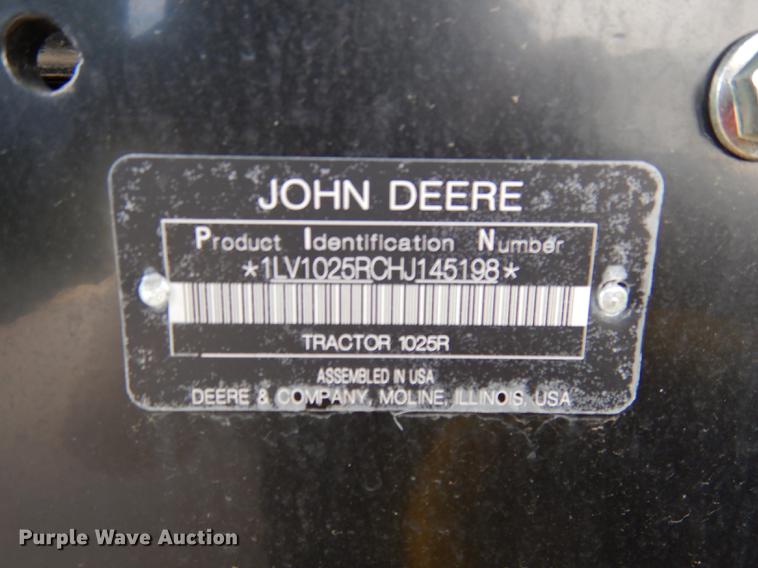 JOHN DEERE
Product Identification Number
*1LV1025RCHJ145198*
TRACTOR 1025R
ASSEMBLED IN USA
DEERE & COMPANY, MOLINE, ILLINOIS, USA
Purple Wave Auction